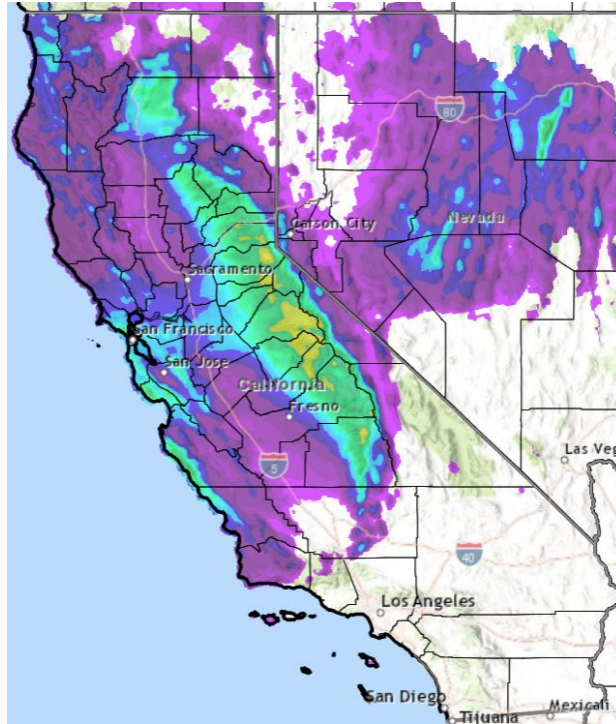 80
Nevada
Carson City
Sacramento
San Francisco
San Jose
California
Fresno
Las Veg
5
40
Los Angeles
San Diego
Tijuana
Mexicali